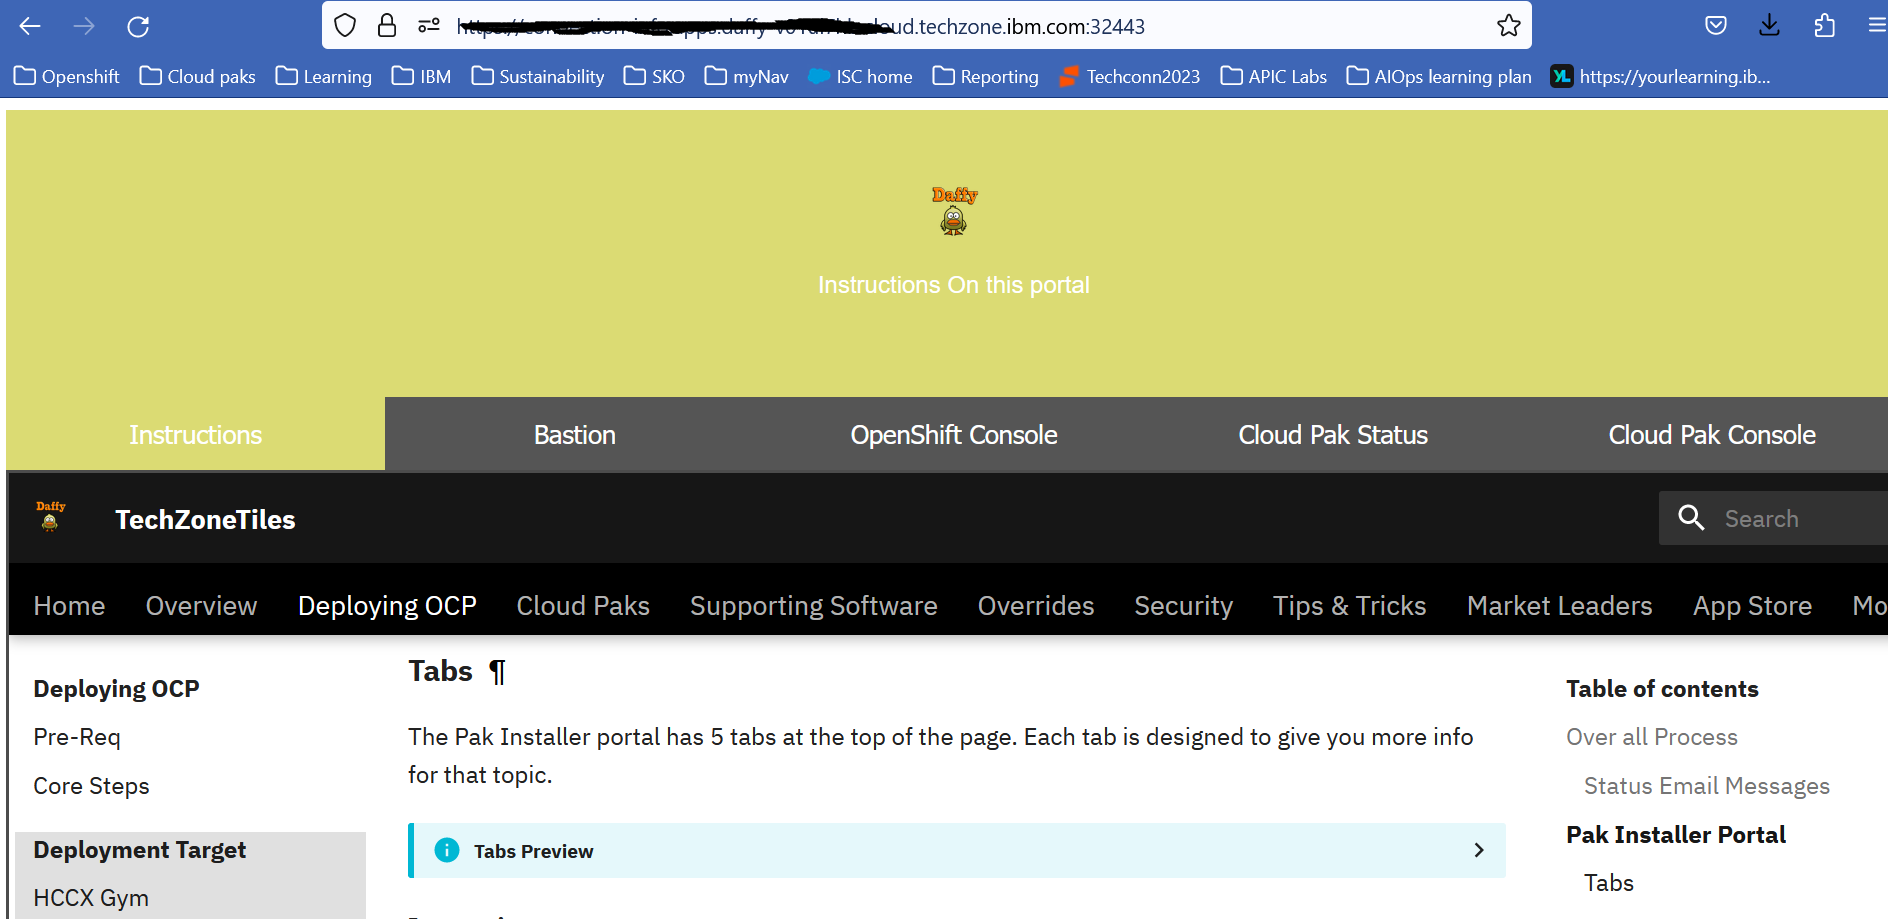 cloud.techzone.ibm.com:32443
Openshift Cloud paks Learning IBM Sustainability SKO myNav ISC home Reporting Techconn2023 APIC Labs AIOps learning plan YL https://yourlearning.ib...
Daffy
Instructions On this portal
Instructions Bastion OpenShift Console Cloud Pak Status Cloud Pak Console
Daffy
TechZoneTiles
Search
Home Overview Deploying OCP Cloud Paks Supporting Software Overrides Security Tips & Tricks Market Leaders App Store Mo
Deploying OCP
Pre-Req
Core Steps
Deployment Target
HCCX Gym
Tabs ¶
The Pak Installer portal has 5 tabs at the top of the page. Each tab is designed to give you more info
for that topic.
Tabs Preview
Table of contents
Over all Process
Status Email Messages
Pak Installer Portal
Tabs